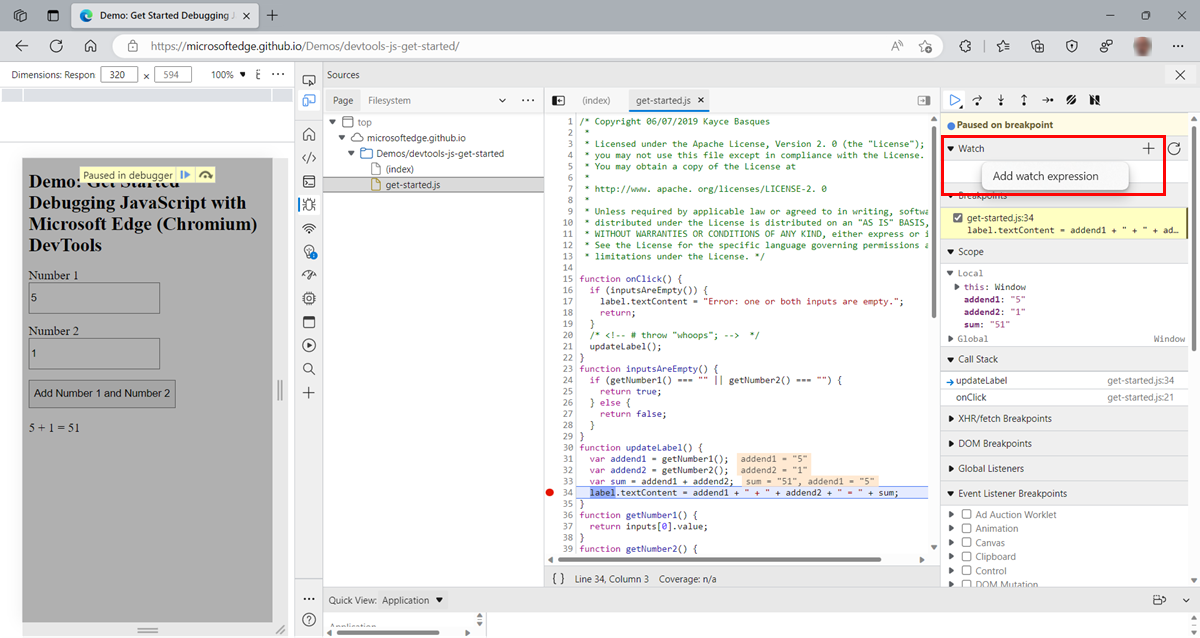 Demo: Get Started Debugging J
https://microsoftedge.github.io/Demos/devtools-js-get-started/
Dimensions: Respon 320 × 594 100% ▼
Paused in debugger
Demo: Get Started
Debugging JavaScript with
Microsoft Edge (Chromium)
DevTools
Number 1
5
Number 2
1
Add Number 1 and Number 2
5 + 1 = 51
Sources
Page Filesystem
top
microsoftedge.github.io
Demos/devtools-js-get-started
(index)
get-started.js
(index) get-started.js
1 /* Copyright 06/07/2019 Kayce Basques
2 *
3 * Licensed under the Apache License, Version 2. 0 (the "License");
4 * you may not use this file except in compliance with the License.
5 * You may obtain a copy of the License at
6 *
7 * http://www. apache. org/licenses/LICENSE-2. 0
8 *
9 * Unless required by applicable law or agreed to in writing, softwa
10 * distributed under the License is distributed on an "AS IS" BASIS,
11 * WITHOUT WARRANTIES OR CONDITIONS OF ANY KIND, either express or i
12 * See the License for the specific language governing permissions a
13 * limitations under the License. */
14
15 function onClick() {
16 if (inputsAreEmpty()) {
17 label.textContent = "Error: one or both inputs are empty.";
18 return;
19 }
20 /* <!-- # throw "whoops"; --> */
21 updateLabel();
22 }
23 function inputsAreEmpty() {
24 if (getNumber1() === "" || getNumber2() === "") {
25 return true;
26 } else {
27 return false;
28 }
29 }
30 function updateLabel() {
31 var addend1 = getNumber1(); addend1 = "5"
32 var addend2 = getNumber2(); addend2 = "1"
33 var sum = addend1 + addend2; sum = "51", addend1 = "5"
34 label.textContent = addend1 + " + " + addend2 + " = " + sum;
35 }
36 function getNumber1() {
37 return inputs[0].value;
38 }
39 function getNumber2() {
{ } Line 34, Column 3 Coverage: n/a
Paused on breakpoint
Watch
Add watch expression
Breakpoints
get-started.js:34
label.textContent = addend1 + " + " + ad…
Scope
Local
this: Window
addend1: "5"
addend2: "1"
sum: "51"
Global Window
Call Stack
updateLabel get-started.js:34
onClick get-started.js:21
XHR/fetch Breakpoints
DOM Breakpoints
Global Listeners
Event Listener Breakpoints
Ad Auction Worklet
Animation
Canvas
Clipboard
Control
DOM Mutation
Quick View: Application ▼
Application